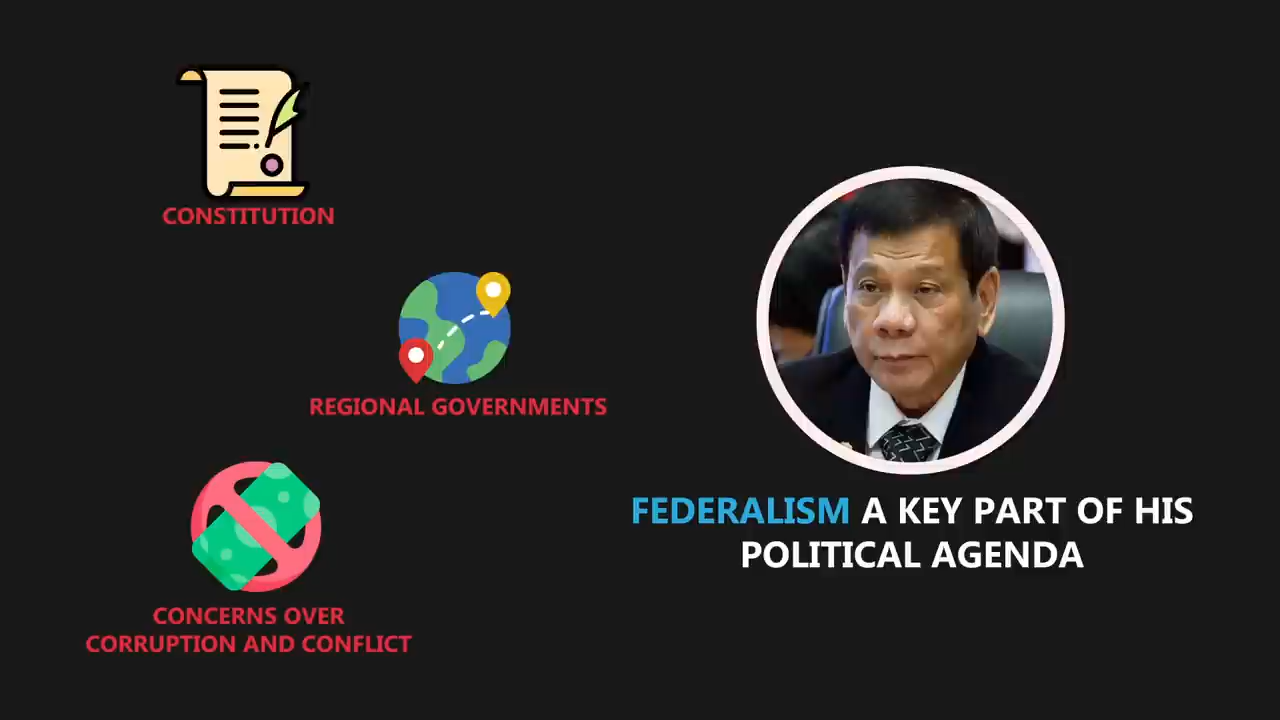 CONSTITUTION
REGIONAL GOVERNMENTS
CONCERNS OVER
CORRUPTION AND CONFLICT
FEDERALISM A KEY PART OF HIS
POLITICAL AGENDA